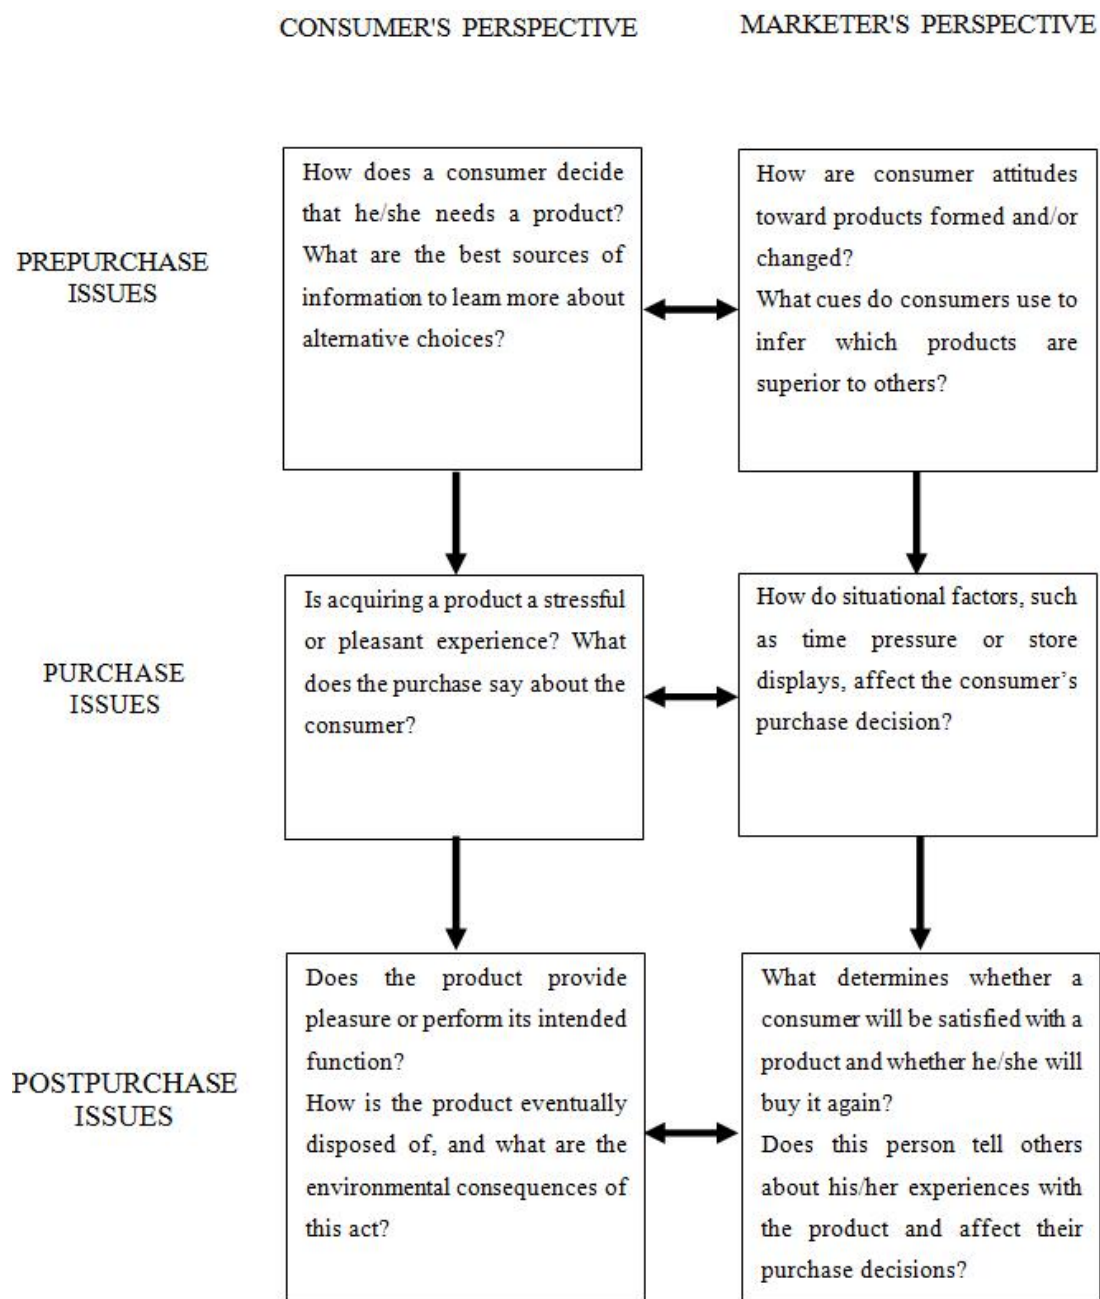 CONSUMER'S PERSPECTIVE
MARKETER'S PERSPECTIVE
PREPURCHASE
ISSUES
How does a consumer decide
that he/she needs a product?
What are the best sources of
information to leam more about
alternative choices?
How are consumer attitudes
toward products formed and/or
changed?
What cues do consumers use to
infer which products are
superior to others?
PURCHASE
ISSUES
Is acquiring a product a stressful
or pleasant experience? What
does the purchase say about the
consumer?
How do situational factors, such
as time pressure or store
displays, affect the consumer’s
purchase decision?
POSTPURCHASE
ISSUES
Does the product provide
pleasure or perform its intended
function?
How is the product eventually
disposed of, and what are the
environmental consequences of
this act?
What determines whether a
consumer will be satisfied with a
product and whether he/she will
buy it again?
Does this person tell others
about his/her experiences with
the product and affect their
purchase decisions?